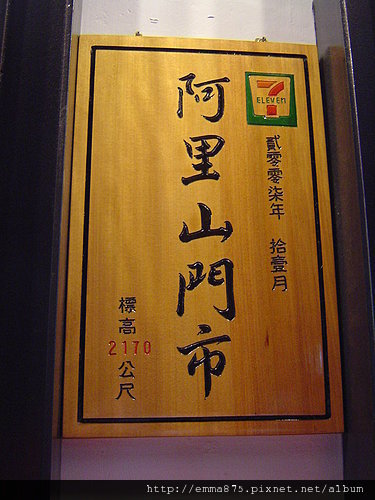 7
ELEVEN
貳零零柒年 拾壹月
阿里山門市
標高
2170
公尺
http://emma875.pixnet.net/album